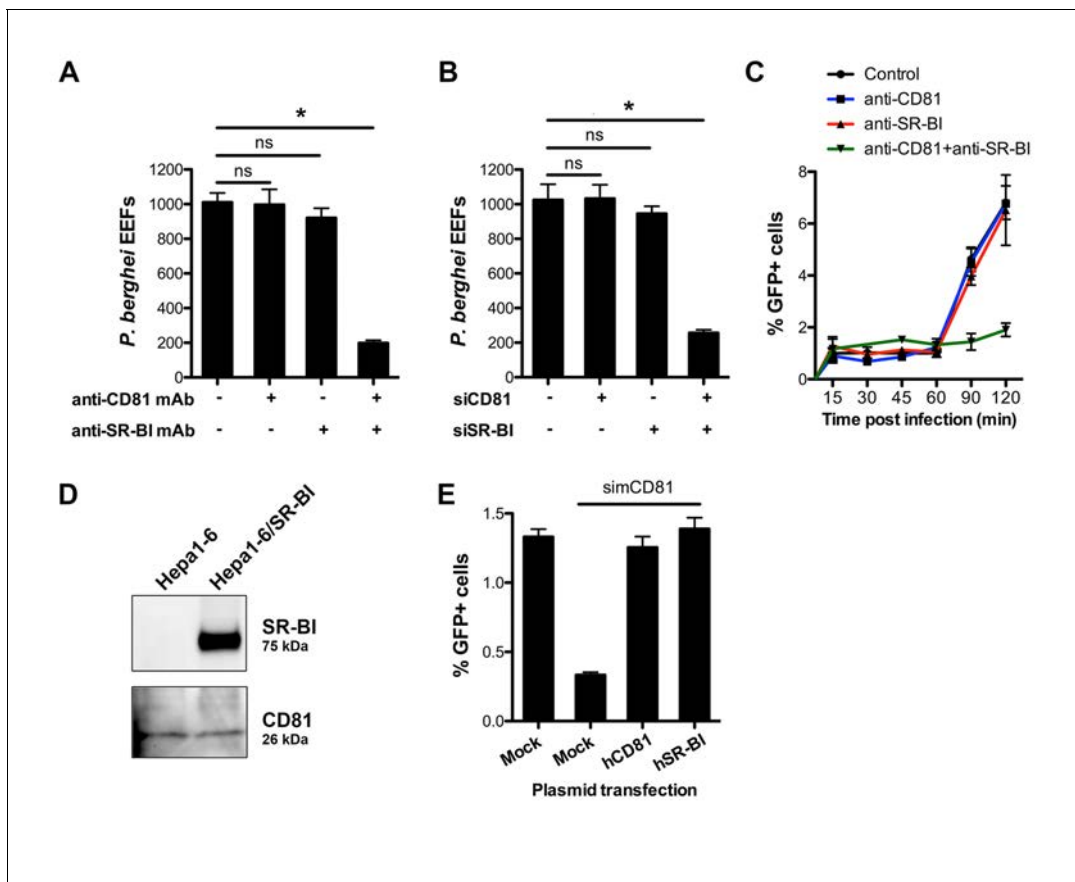 A
*
ns
ns
1200
1000
800
600
400
200
0
P. berghei EEFs
anti-CD81 mAb - + - +
anti-SR-BI mAb - - + +
B
*
ns
ns
1200
1000
800
600
400
200
0
P. berghei EEFs
siCD81 - + - +
siSR-BI - - + +
C
Control
anti-CD81
anti-SR-BI
anti-CD81+anti-SR-BI
8
6
4
2
0
% GFP+ cells
15 30 45 60 90 120
Time post infection (min)
D
Hepa1-6
Hepa1-6/SR-BI
SR-BI
75 kDa
CD81
26 kDa
E
simCD81
1.5
1.0
0.5
0.0
% GFP+ cells
Mock Mock hCD81 hSR-BI
Plasmid transfection